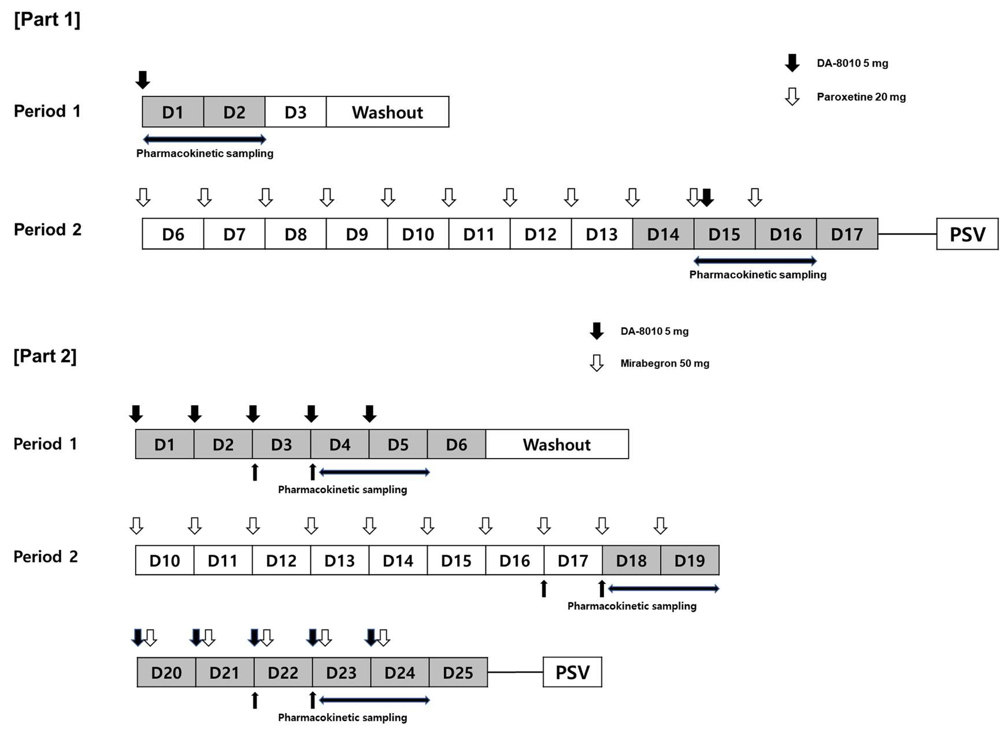 [Part 1]
DA-8010 5 mg
Paroxetine 20 mg
Period 1
D1 D2 D3 Washout
Pharmacokinetic sampling
Period 2
D6 D7 D8 D9 D10 D11 D12 D13 D14 D15 D16 D17 PSV
Pharmacokinetic sampling
[Part 2]
DA-8010 5 mg
Mirabegron 50 mg
Period 1
D1 D2 D3 D4 D5 D6 Washout
Pharmacokinetic sampling
Period 2
D10 D11 D12 D13 D14 D15 D16 D17 D18 D19
Pharmacokinetic sampling
D20 D21 D22 D23 D24 D25 PSV
Pharmacokinetic sampling